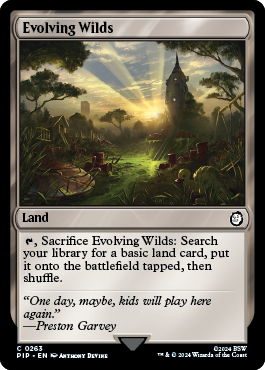 Evolving Wilds
Land
, Sacrifice Evolving Wilds: Search
your library for a basic land card, put
it onto the battlefield tapped, then
shuffle.
“One day, maybe, kids will play here
again.”
—Preston Garvey
C 0263
PIP • EN Anthony Devine
©2024 BSW
™ & © 2024 Wizards of the Coast